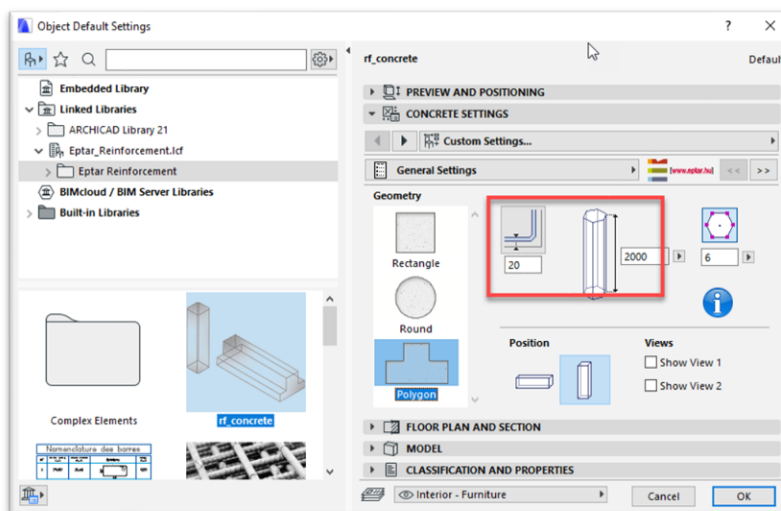 Object Default Settings
?
Embedded Library
Linked Libraries
ARCHICAD Library 21
Eptar_Reinforcement.lcf
Eptar Reinforcement
BIMcloud / BIM Server Libraries
Built-in Libraries
Complex Elements
rf_concrete
Nomenclature des barres
rf_concrete
Defaul
PREVIEW AND POSITIONING
CONCRETE SETTINGS
Custom Settings...
General Settings
[www.eptar.hu]
<<
>>
Geometry
Rectangle
Round
Polygon
20
2000
6
Position
Views
Show View 1
Show View 2
FLOOR PLAN AND SECTION
MODEL
CLASSIFICATION AND PROPERTIES
Interior - Furniture
Cancel
OK